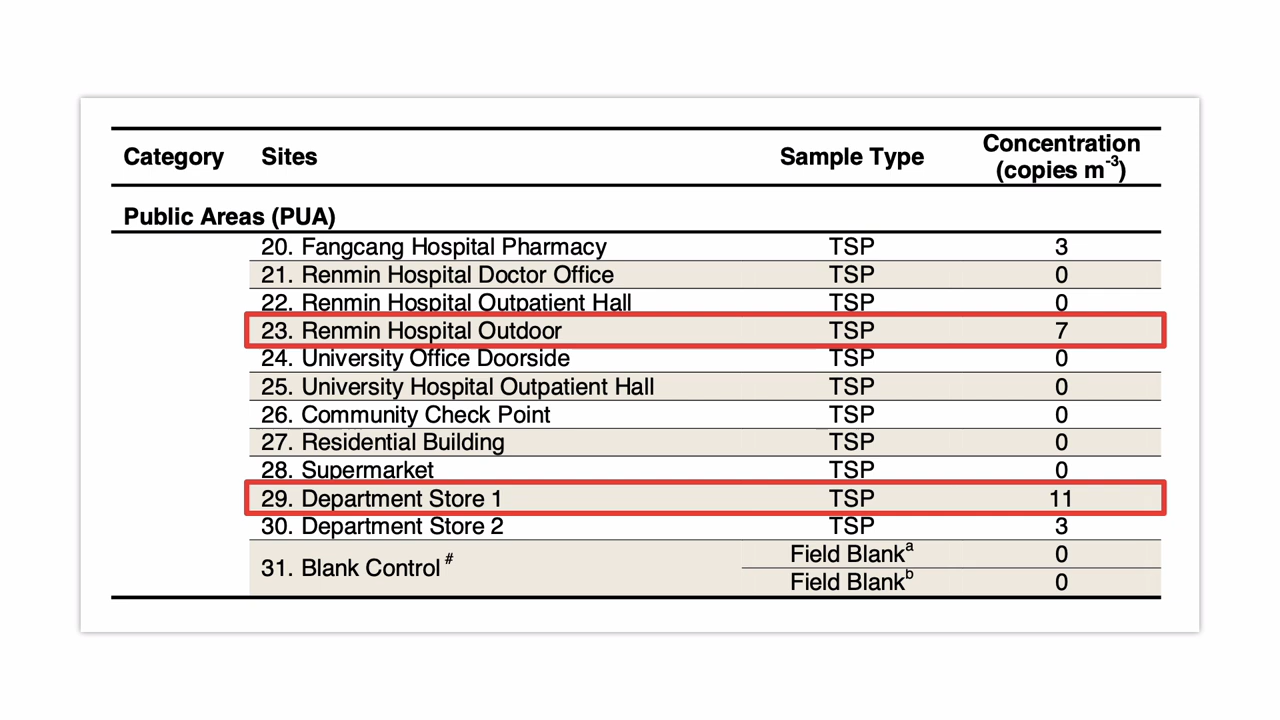 Category Sites Sample Type Concentration (copies m⁻³)
Public Areas (PUA)
20. Fangcang Hospital Pharmacy TSP 3
21. Renmin Hospital Doctor Office TSP 0
22. Renmin Hospital Outpatient Hall TSP 0
23. Renmin Hospital Outdoor TSP 7
24. University Office Doorside TSP 0
25. University Hospital Outpatient Hall TSP 0
26. Community Check Point TSP 0
27. Residential Building TSP 0
28. Supermarket TSP 0
29. Department Store 1 TSP 11
30. Department Store 2 TSP 3
31. Blank Control # Field Blank a 0
Field Blank b 0